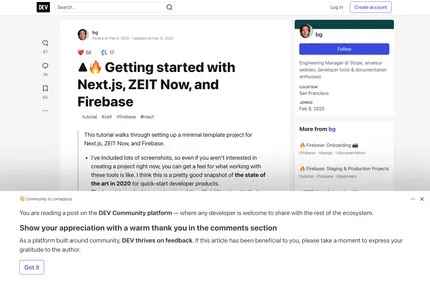 DEV
Search...
Log in
Create account
bg
Posted on Feb 8, 2020 • Updated on Feb 11, 2020
50
17
🔥 Getting started with
Next.js, ZEIT Now, and
Firebase
tutorial #zeit #firebase #react
This tutorial walks through setting up a minimal template project for
Next.js, ZEIT Now, and Firebase.
• I've included lots of screenshots, so even if you aren't interested in
creating a project right now, you can get a feel for what working with
these tools is like. I think this is a pretty good snapshot of the state of
the art in 2020 for quick-start developer products.
bg
Follow
Engineering Manager @ Stripe, amateur
webdev, developer tools & documentation
enthusiast
LOCATION
San Francisco
JOINED
Feb 8, 2020
More from bg
🔥 Firebase: Onboarding
#firebase #design #documentation
🔥 Firebase: Staging & Production Projects
#tutorial #firebase #beginners
Community is contagious
You are reading a post on the DEV Community platform — where any developer is welcome to share with the rest of the ecosystem.
Show your appreciation with a warm thank you in the comments section
As a platform built around community, DEV thrives on feedback. If this article has been beneficial to you, please take a moment to express your
gratitude to the author.
Got it